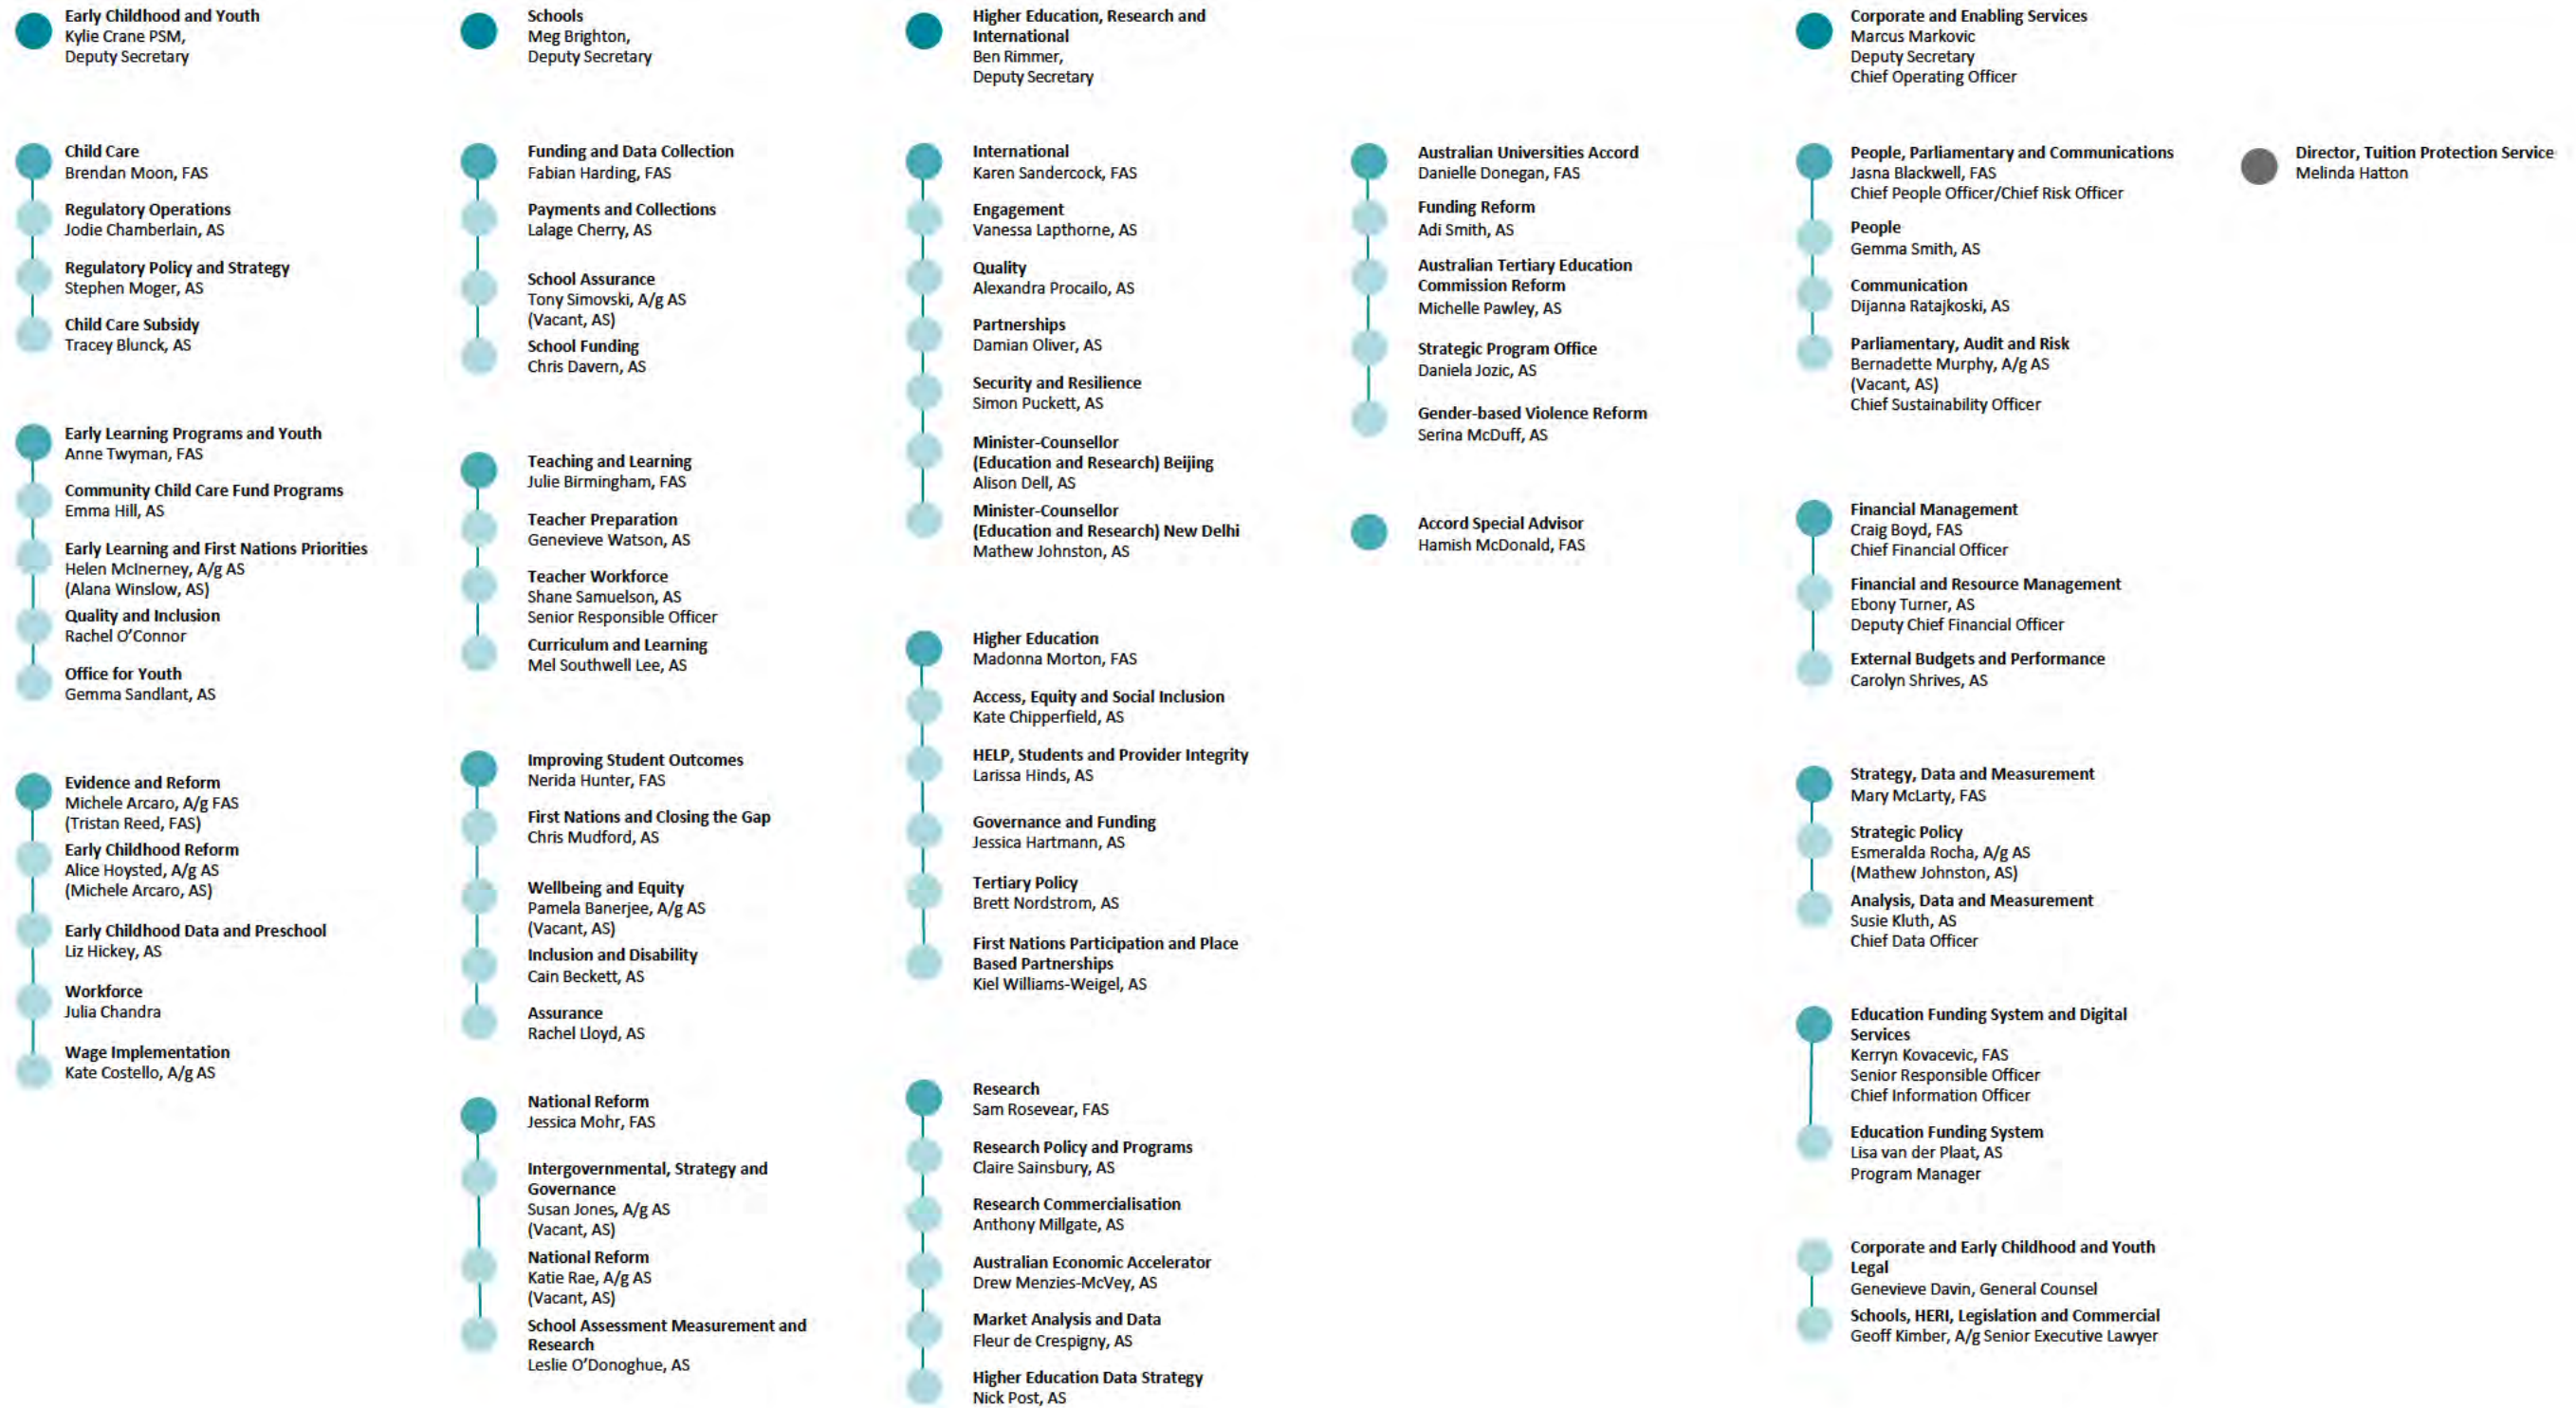 Early Childhood and Youth
Kylie Crane PSM,
Deputy Secretary
Child Care
Brendan Moon, FAS
Regulatory Operations
Jodie Chamberlain, AS
Regulatory Policy and Strategy
Stephen Moger, AS
Child Care Subsidy
Tracey Blunck, AS
Early Learning Programs and Youth
Anne Twyman, FAS
Community Child Care Fund Programs
Emma Hill, AS
Early Learning and First Nations Priorities
Helen McInerney, A/g AS
(Alana Winslow, AS)
Quality and Inclusion
Rachel O'Connor
Office for Youth
Gemma Sandlant, AS
Evidence and Reform
Michele Arcaro, A/g FAS
(Tristan Reed, FAS)
Early Childhood Reform
Alice Hoysted, A/g AS
(Michele Arcaro, AS)
Early Childhood Data and Preschool
Liz Hickey, AS
Workforce
Julia Chandra
Wage Implementation
Kate Costello, A/g AS
Schools
Meg Brighton,
Deputy Secretary
Funding and Data Collection
Fabian Harding, FAS
Payments and Collections
Lalage Cherry, AS
School Assurance
Tony Simovski, A/g AS
(Vacant, AS)
School Funding
Chris Davern, AS
Teaching and Learning
Julie Birmingham, FAS
Teacher Preparation
Genevieve Watson, AS
Teacher Workforce
Shane Samuelson, AS
Senior Responsible Officer
Curriculum and Learning
Mel Southwell Lee, AS
Improving Student Outcomes
Nerida Hunter, FAS
First Nations and Closing the Gap
Chris Mudford, AS
Wellbeing and Equity
Pamela Banerjee, A/g AS
(Vacant, AS)
Inclusion and Disability
Cain Beckett, AS
Assurance
Rachel Lloyd, AS
National Reform
Jessica Mohr, FAS
Intergovernmental, Strategy and
Governance
Susan Jones, A/g AS
(Vacant, AS)
National Reform
Katie Rae, A/g AS
(Vacant, AS)
School Assessment Measurement and
Research
Leslie O'Donoghue, AS
Higher Education, Research and
International
Ben Rimmer,
Deputy Secretary
International
Karen Sandercock, FAS
Engagement
Vanessa Lapthorne, AS
Quality
Alexandra Procailo, AS
Partnerships
Damian Oliver, AS
Security and Resilience
Simon Puckett, AS
Minister-Counsellor
(Education and Research) Beijing
Alison Dell, AS
Minister-Counsellor
(Education and Research) New Delhi
Mathew Johnston, AS
Higher Education
Madonna Morton, FAS
Access, Equity and Social Inclusion
Kate Chipperfield, AS
HELP, Students and Provider Integrity
Larissa Hinds, AS
Governance and Funding
Jessica Hartmann, AS
Tertiary Policy
Brett Nordstrom, AS
First Nations Participation and Place
Based Partnerships
Kiel Williams-Weigel, AS
Research
Sam Rosevear, FAS
Research Policy and Programs
Claire Sainsbury, AS
Research Commercialisation
Anthony Millgate, AS
Australian Economic Accelerator
Drew Menzies-McVey, AS
Market Analysis and Data
Fleur de Crespigny, AS
Higher Education Data Strategy
Nick Post, AS
Australian Universities Accord
Danielle Donegan, FAS
Funding Reform
Adi Smith, AS
Australian Tertiary Education
Commission Reform
Michelle Pawley, AS
Strategic Program Office
Daniela Jozic, AS
Gender-based Violence Reform
Serina McDuff, AS
Accord Special Advisor
Hamish McDonald, FAS
Corporate and Enabling Services
Marcus Markovic
Deputy Secretary
Chief Operating Officer
People, Parliamentary and Communications
Jasna Blackwell, FAS
Chief People Officer/Chief Risk Officer
People
Gemma Smith, AS
Communication
Dijanna Ratajkoski, AS
Parliamentary, Audit and Risk
Bernadette Murphy, A/g AS
(Vacant, AS)
Chief Sustainability Officer
Financial Management
Craig Boyd, FAS
Chief Financial Officer
Financial and Resource Management
Ebony Turner, AS
Deputy Chief Financial Officer
External Budgets and Performance
Carolyn Shrives, AS
Strategy, Data and Measurement
Mary McLarty, FAS
Strategic Policy
Esmeralda Rocha, A/g AS
(Mathew Johnston, AS)
Analysis, Data and Measurement
Susie Kluth, AS
Chief Data Officer
Education Funding System and Digital
Services
Kerryn Kovacevic, FAS
Senior Responsible Officer
Chief Information Officer
Education Funding System
Lisa van der Plaat, AS
Program Manager
Corporate and Early Childhood and Youth
Legal
Genevieve Davin, General Counsel
Schools, HERI, Legislation and Commercial
Geoff Kimber, A/g Senior Executive Lawyer
Director, Tuition Protection Service
Melinda Hatton